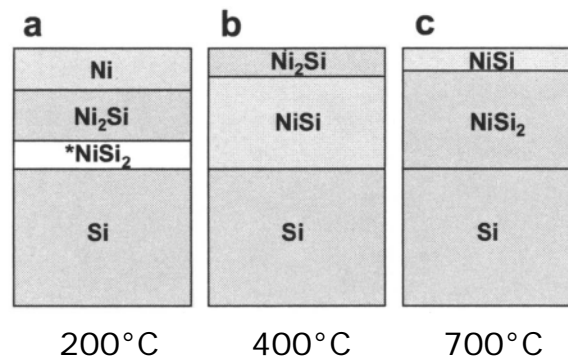 a
Ni
Ni₂Si
*NiSi₂
Si
200°C
b
Ni₂Si
NiSi
Si
400°C
c
NiSi
NiSi₂
Si
700°C